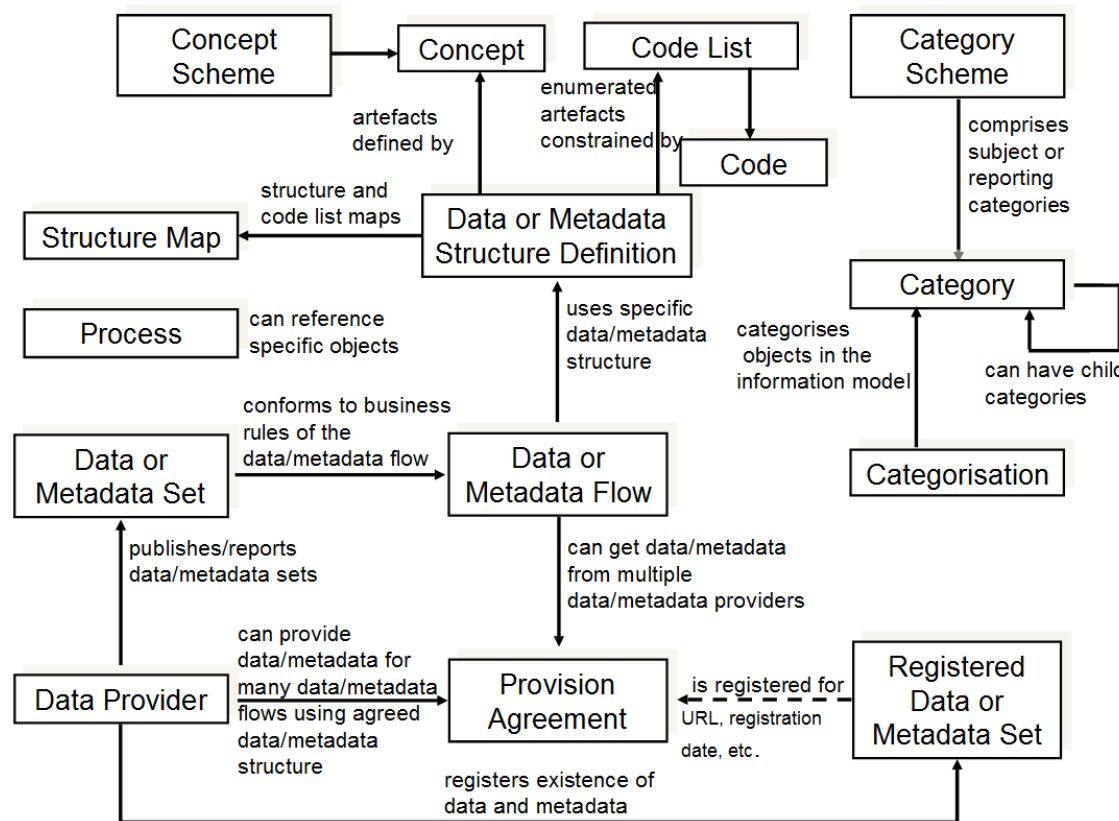 Concept
Scheme
Concept
Code List
Category
Scheme
artefacts
defined by
enumerated
artefacts
constrained by
Code
comprises
subject or
reporting
categories
structure and
code list maps
Structure Map
Data or Metadata
Structure Definition
Category
Process
can reference
specific objects
uses specific
data/metadata
structure
categorises
objects in the
information model
can have child
categories
conforms to business
rules of the
data/metadata flow
Data or
Metadata Set
Data or
Metadata Flow
Categorisation
publishes/reports
data/metadata sets
can get data/metadata
from multiple
data/metadata providers
can provide
data/metadata for
many data/metadata
flows using agreed
data/metadata
structure
Data Provider
Provision
Agreement
is registered for
URL, registration
date, etc.
Registered
Data or
Metadata Set
registers existence of
data and metadata